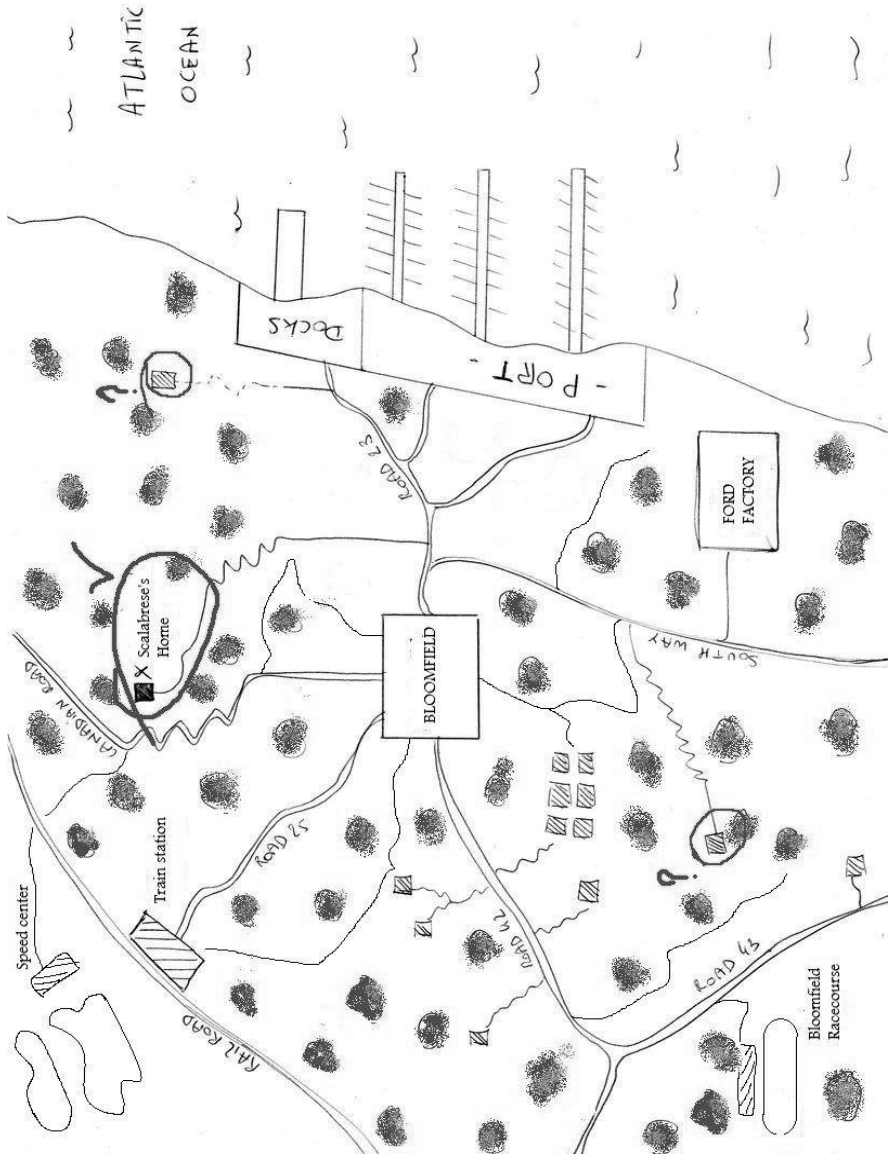 ATLANTIC
OCEAN
DOCKS
- PORT -
?
ROAD 23
Scalabrese's
Home
X
CANADIAN ROAD
BLOOMFIELD
FORD
FACTORY
SOUTH WAY
Speed center
Train station
ROAD 25
RAIL ROAD
ROAD 42
?
ROAD 43
Bloomfield
Racecourse